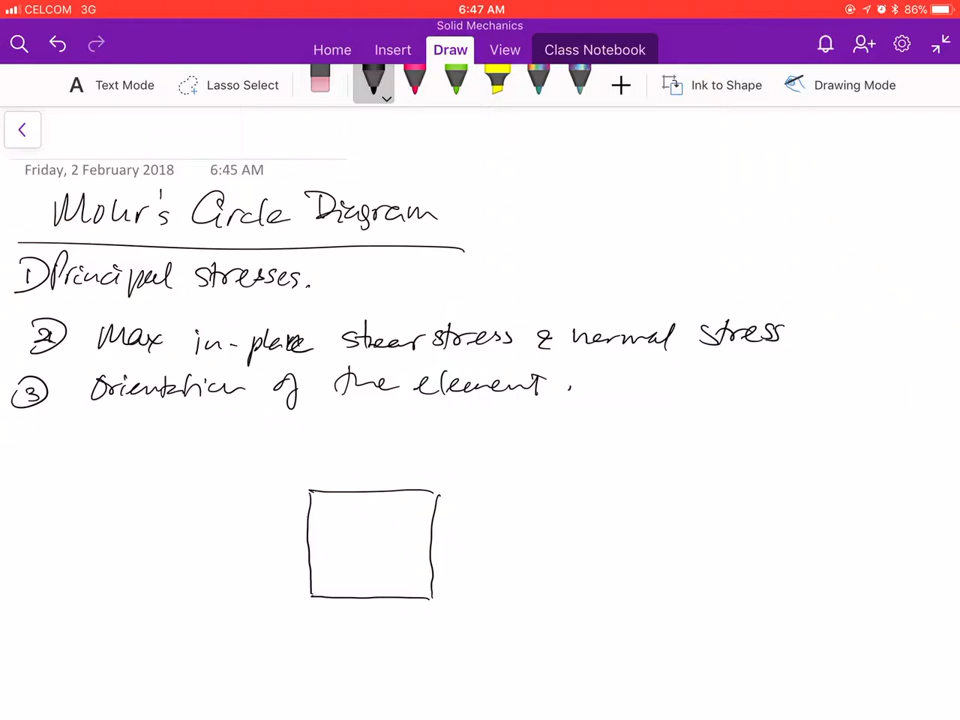 CELCOM 3G 6:47 AM 86%
Solid Mechanics
Home Insert Draw View Class Notebook
A Text Mode Lasso Select Ink to Shape Drawing Mode
Friday, 2 February 2018 6:45 AM
Mohr's Circle Diagram
1) Principal stresses.
2) Max in-plane shear stress & normal stress
3) Orientation of the element.